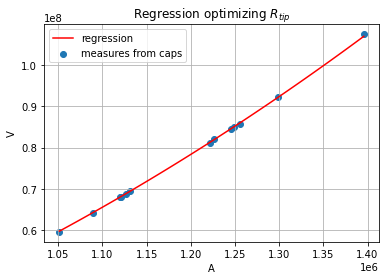 Regression optimizing R_tip
1e8
regression
measures from caps
1.0
0.9
0.8
0.7
0.6
V
1.05 1.10 1.15 1.20 1.25 1.30 1.35 1.40
1e6
A